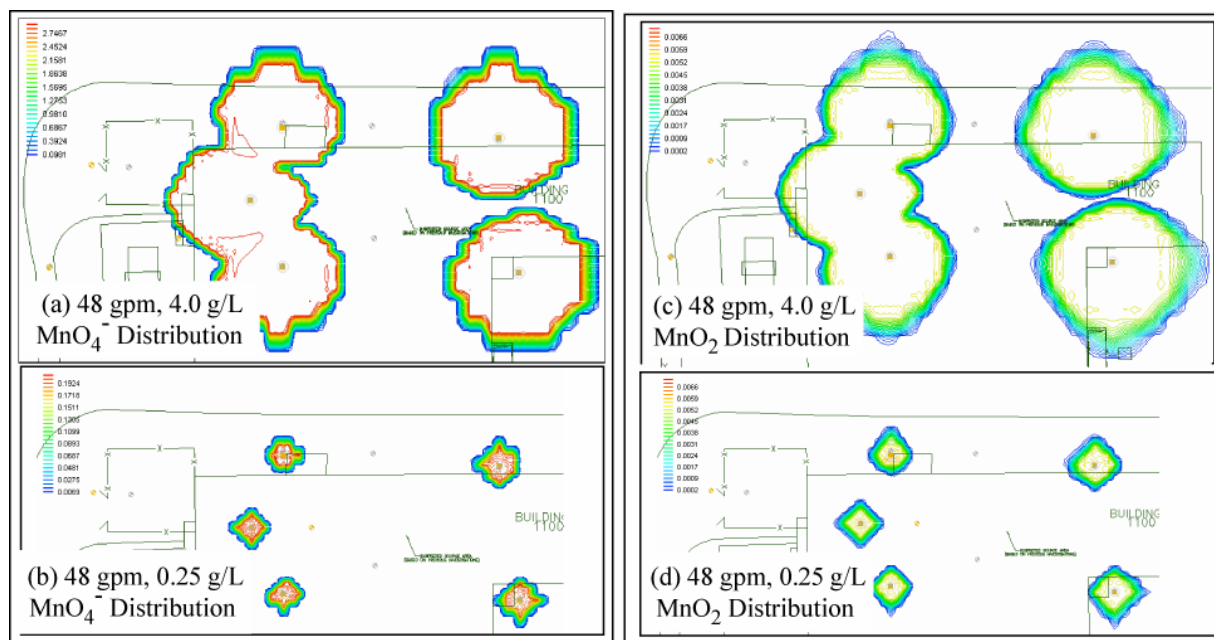 2.7467
2.4524
2.1581
1.8638
1.5695
1.2753
0.9810
0.6867
0.3924
0.0981
X
X
X
X
BUILDING
1100
(a) 48 gpm, 4.0 g/L
MnO₄⁻ Distribution
0.0066
0.0059
0.0052
0.0045
0.0038
0.0031
0.0024
0.0017
0.0009
0.0002
X
X
X
X
BUILDING
1100
(c) 48 gpm, 4.0 g/L
MnO₂ Distribution
0.1924
0.1718
0.1511
0.1305
0.1099
0.0893
0.0687
0.0481
0.0275
0.0069
X
X
X
X
BUILDING
1100
(b) 48 gpm, 0.25 g/L
MnO₄⁻ Distribution
0.0066
0.0059
0.0052
0.0045
0.0038
0.0031
0.0024
0.0017
0.0009
0.0002
X
X
X
X
BUILDING
1100
(d) 48 gpm, 0.25 g/L
MnO₂ Distribution